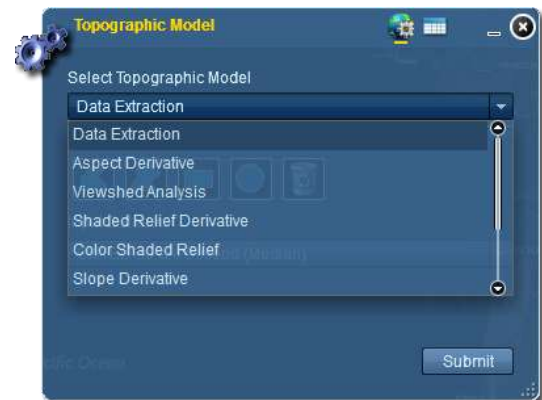 Topographic Model
Select Topographic Model
Data Extraction
Data Extraction
Aspect Derivative
Viewshed Analysis
Shaded Relief Derivative
Color Shaded Relief
Slope Derivative
Submit